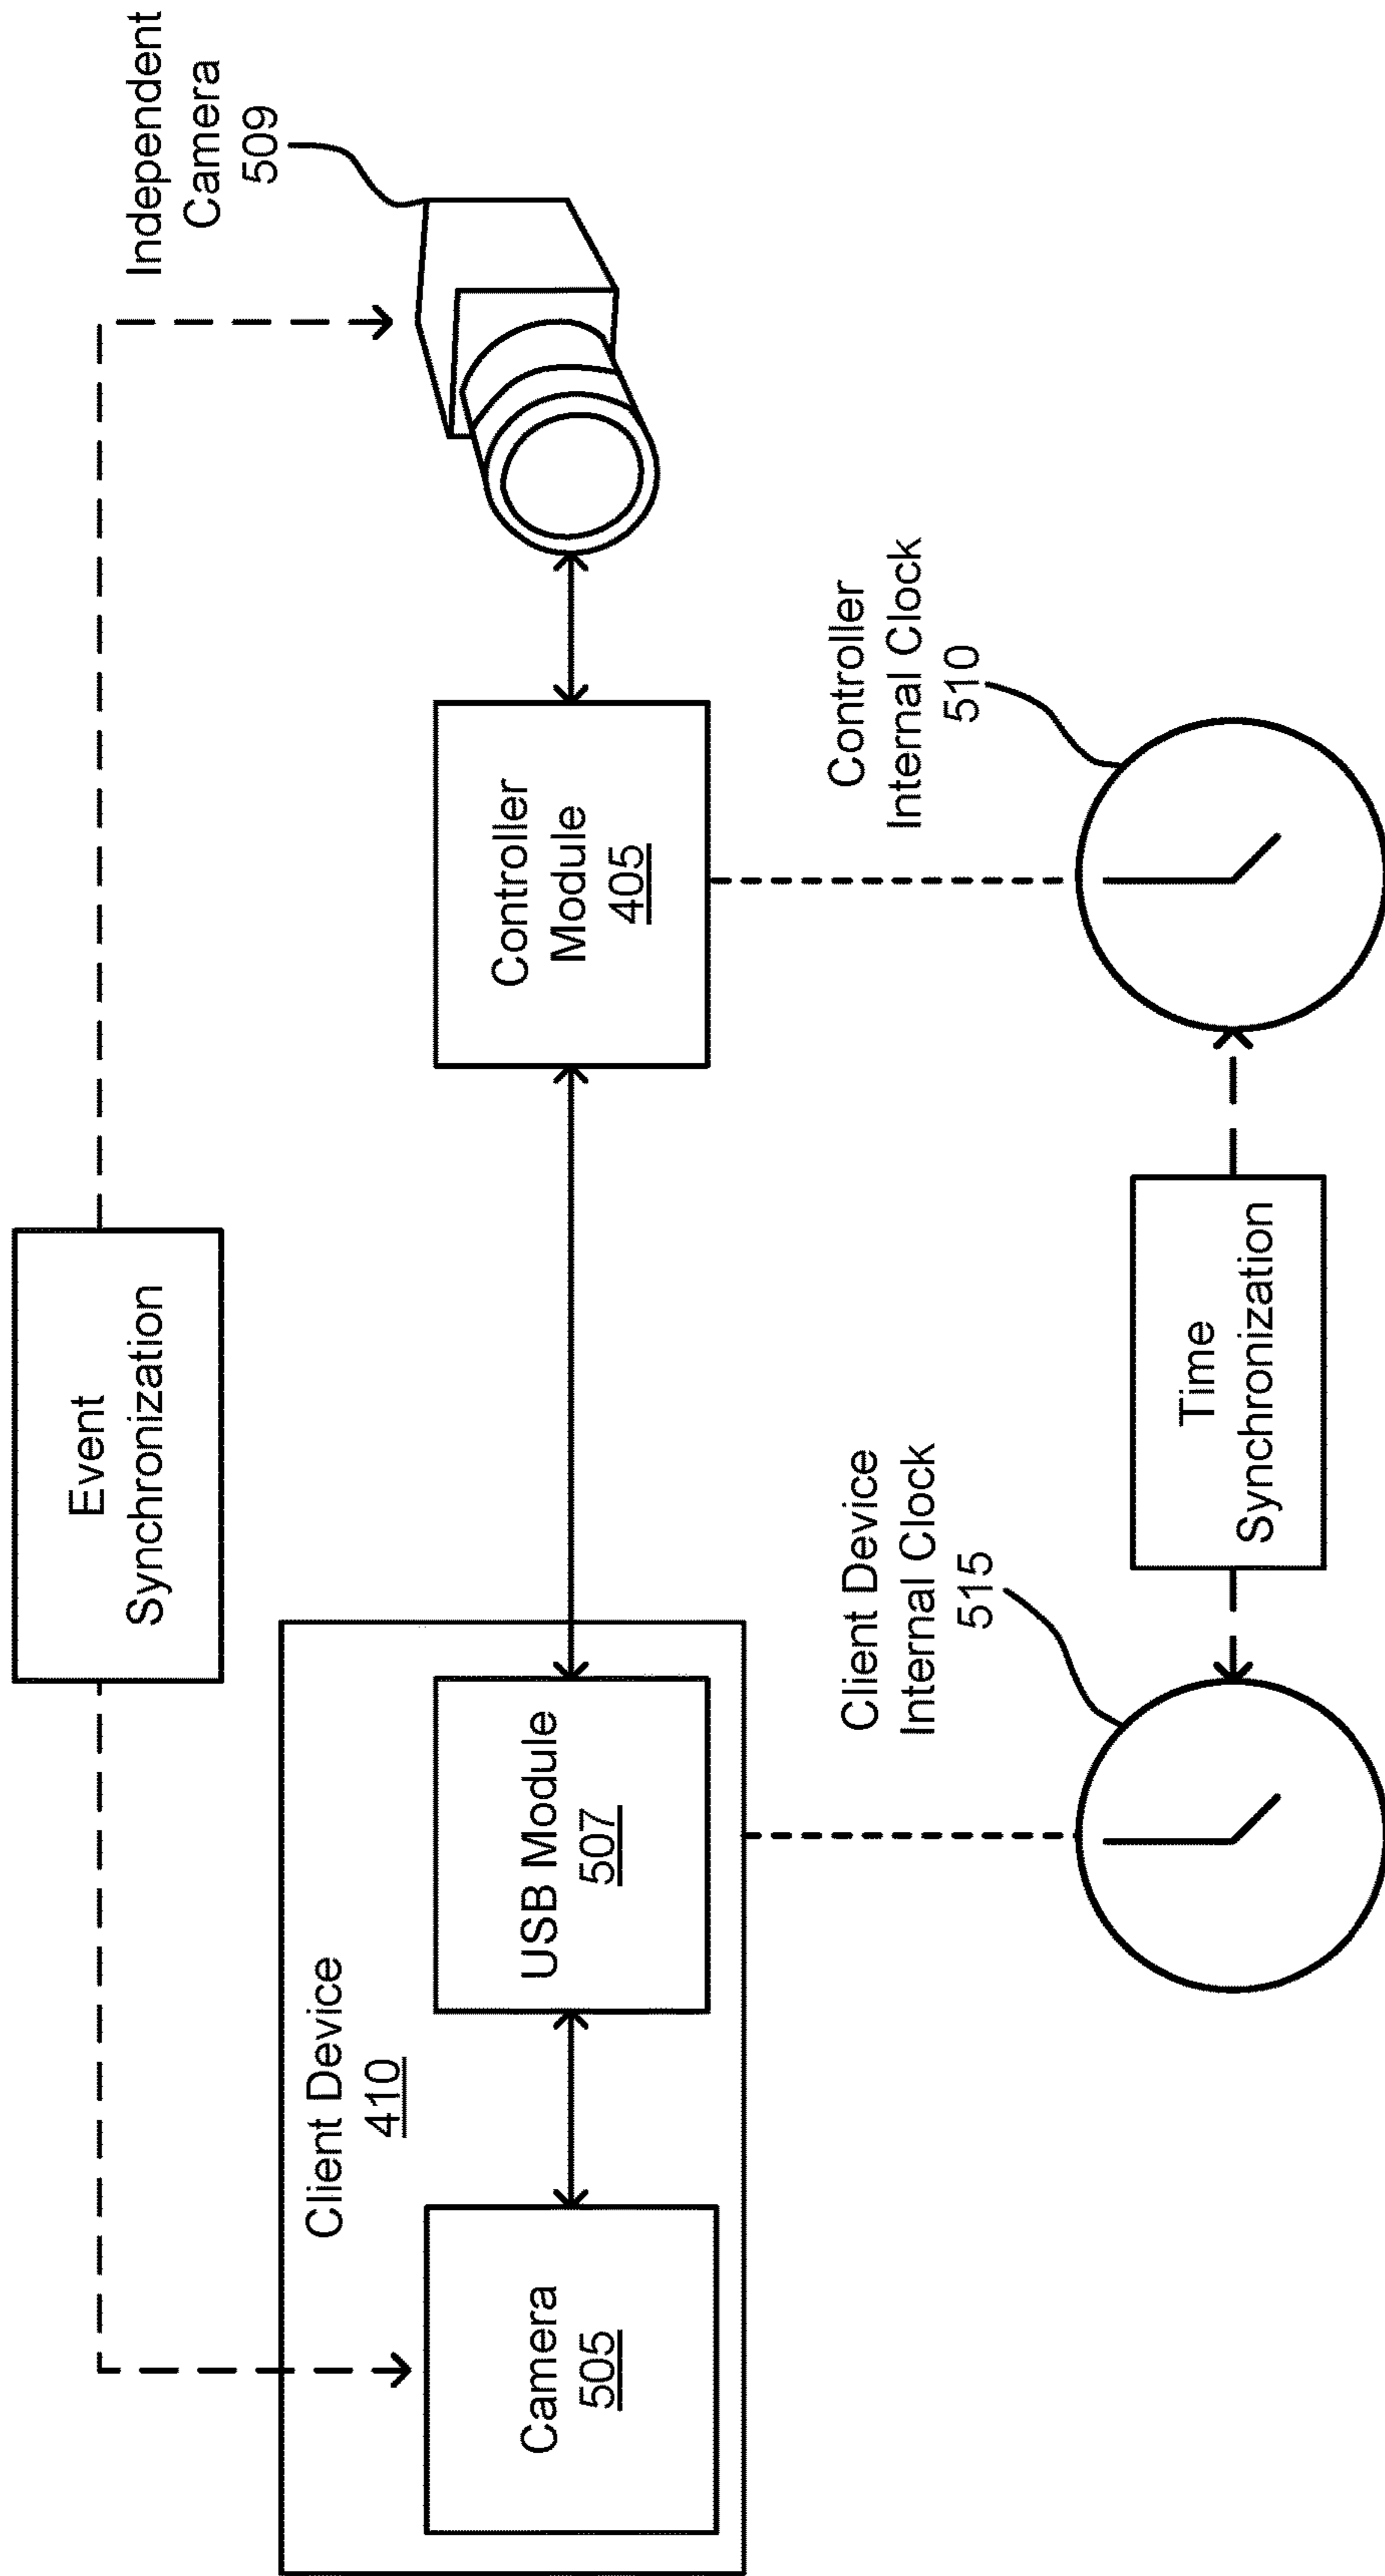 Event
Synchronization
Independent
Camera
509
Client Device
410
Camera
505
USB Module
507
Controller
Module
405
Client Device
Internal Clock
515
Controller
Internal Clock
510
Time
Synchronization